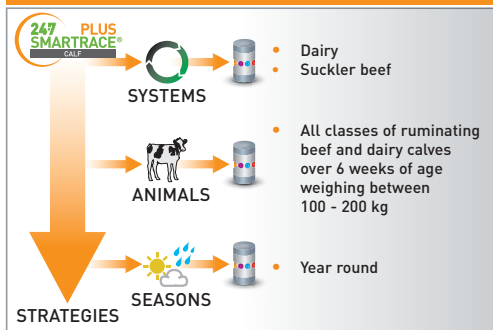 247 PLUS
SMARTRACE®
CALF
• Dairy
• Suckler beef
SYSTEMS
• All classes of ruminating
beef and dairy calves
over 6 weeks of age
weighing between
100 - 200 kg
ANIMALS
• Year round
SEASONS
STRATEGIES